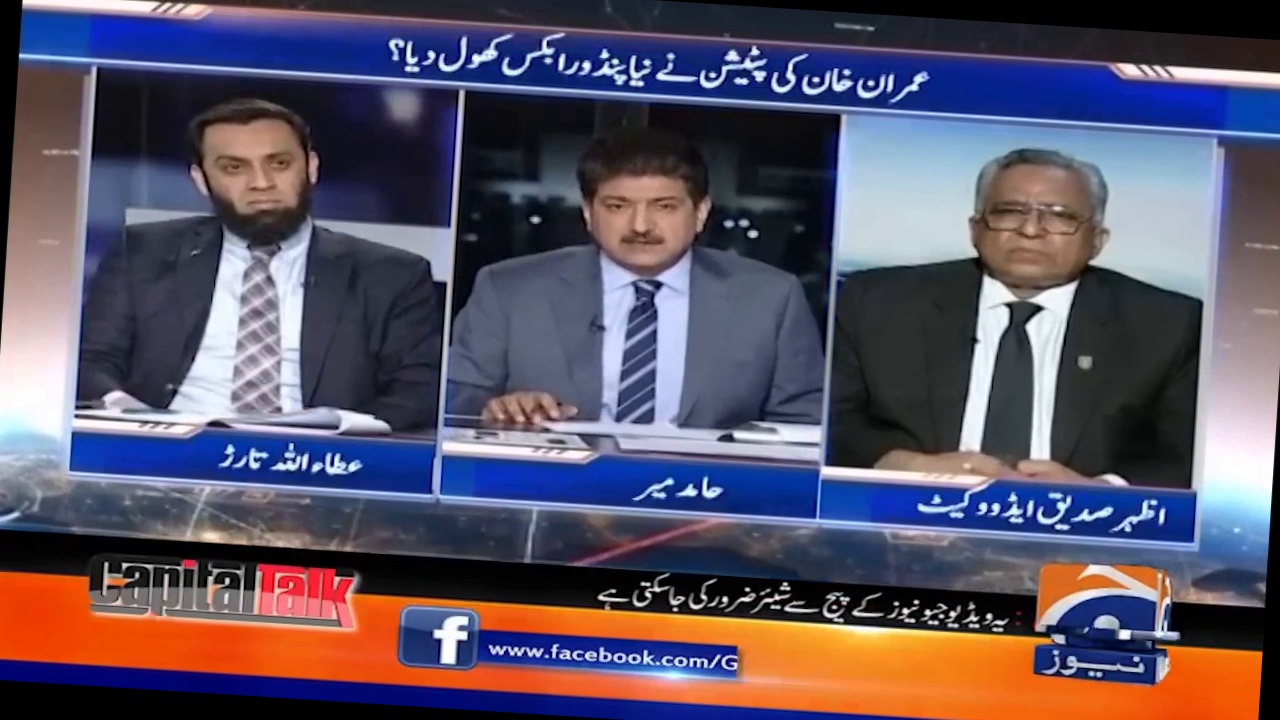 عمران خان کی پٹیشن نے نیا پنڈورا بکس کھول دیا؟
عطاء اللہ تارڑ
حامد میر
اظہر صدیق ایڈووکیٹ
Capital Talk
: یہ ویڈیو جیو نیوز کے پیج سے شیئر ضرور کی جاسکتی ہے
www.facebook.com/G
نیوز